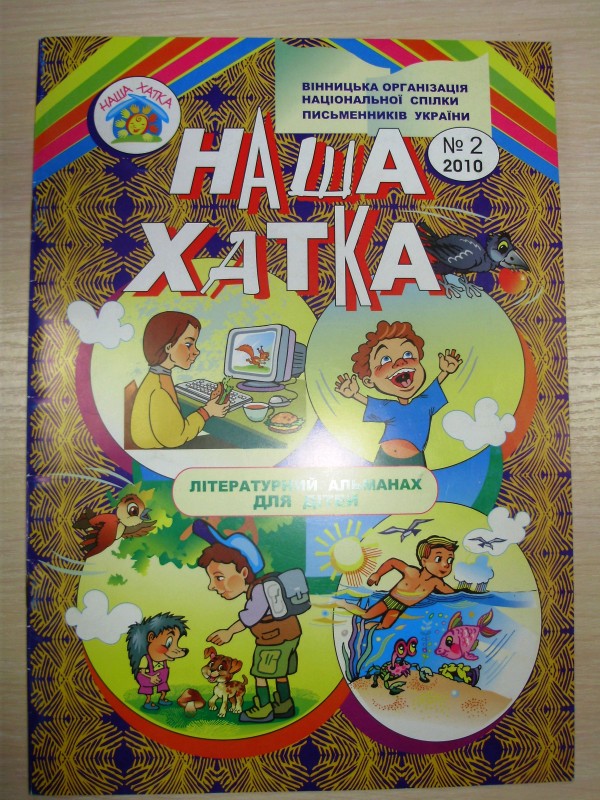 НАША ХАТКА
ВІННИЦЬКА ОРГАНІЗАЦІЯ
НАЦІОНАЛЬНОЇ СПІЛКИ
ПИСЬМЕННИКІВ УКРАЇНИ
№ 2
2010
НАША
ХАТКА
ЛІТЕРАТУРНИЙ АЛЬМАНАХ
ДЛЯ ДІТЕЙ